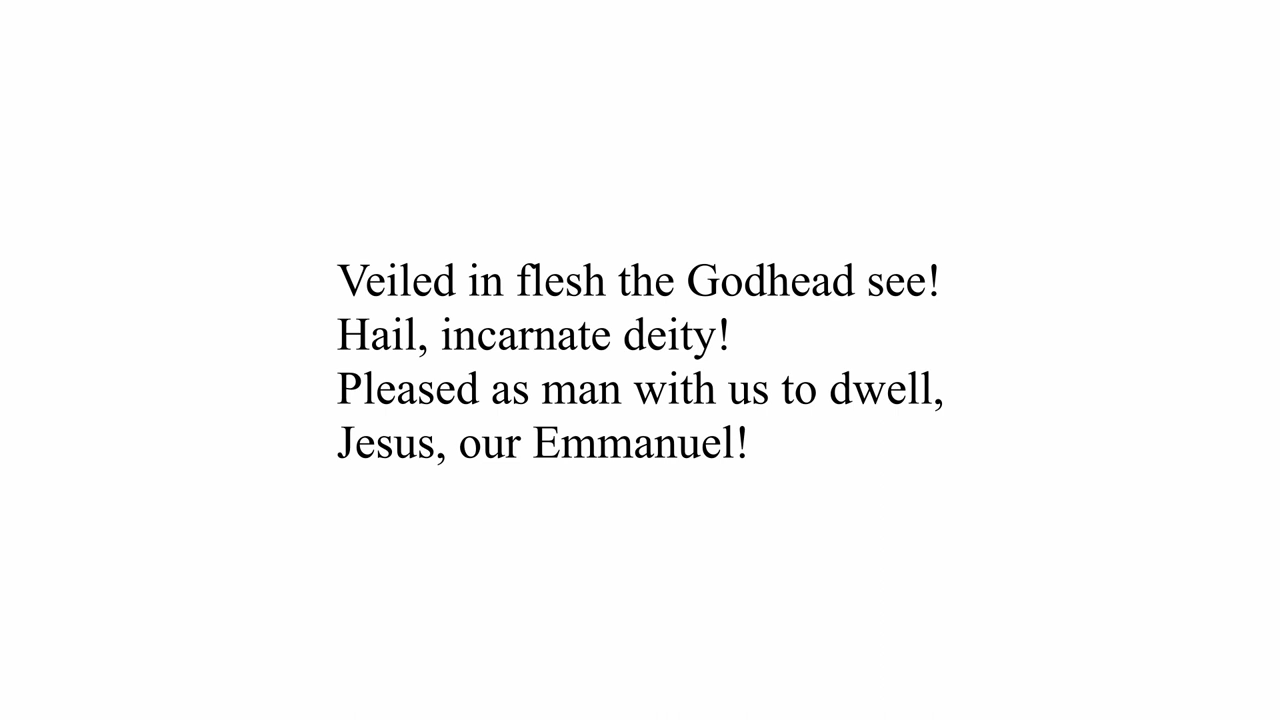 Veiled in flesh the Godhead see!
Hail, incarnate deity!
Pleased as man with us to dwell,
Jesus, our Emmanuel!